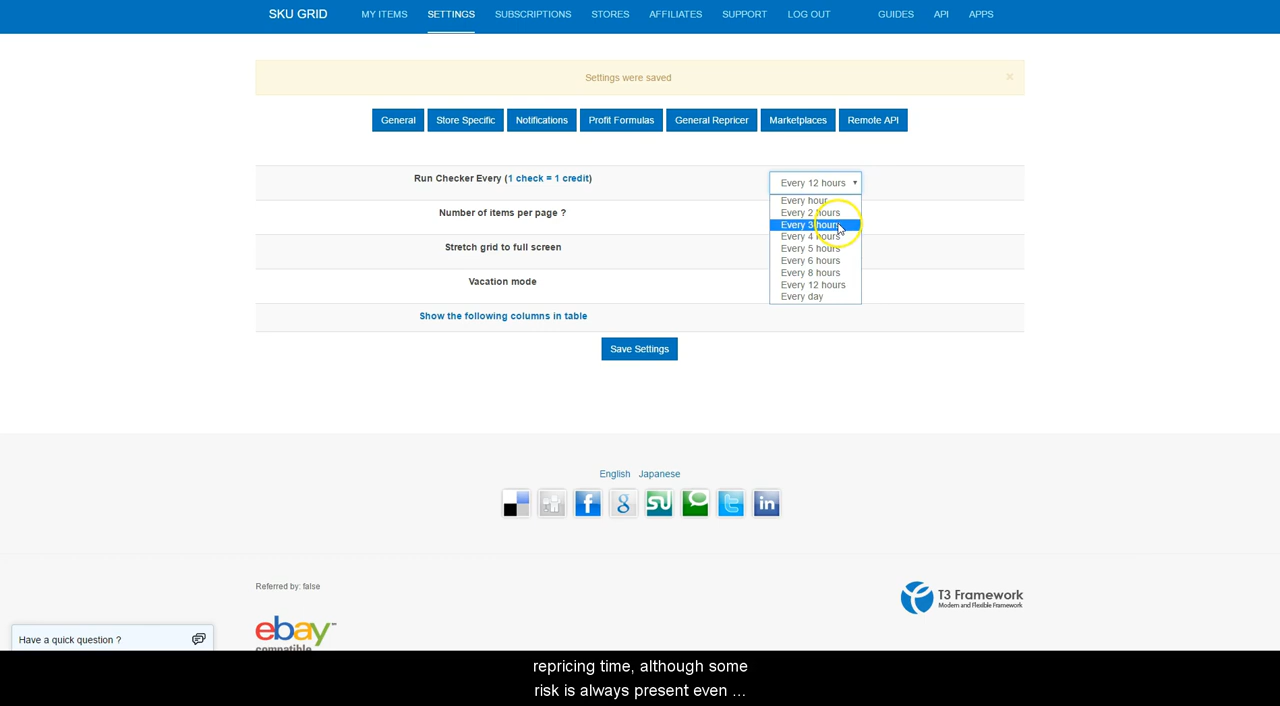 SKU GRID MY ITEMS SETTINGS SUBSCRIPTIONS STORES AFFILIATES SUPPORT LOG OUT GUIDES API APPS
Settings were saved ×
General Store Specific Notifications Profit Formulas General Repricer Marketplaces Remote API
Run Checker Every (1 check = 1 credit) Every 12 hours
Every hour
Number of items per page ? Every 2 hours
Every 3 hours
Every 4 hours
Stretch grid to full screen Every 5 hours
Every 6 hours
Every 8 hours
Vacation mode Every 12 hours
Every day
Show the following columns in table
Save Settings
English Japanese
Referred by: false
T3 Framework
Modern and Flexible Framework
Have a quick question ?
ebay™
compatible
repricing time, although some
risk is always present even ...